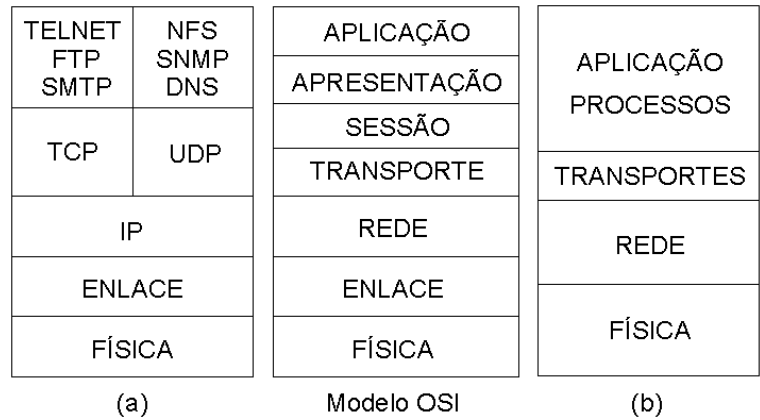 TELNET
FTP
SMTP
NFS
SNMP
DNS
TCP
UDP
IP
ENLACE
FÍSICA
(a)
APLICAÇÃO
APRESENTAÇÃO
SESSÃO
TRANSPORTE
REDE
ENLACE
FÍSICA
Modelo OSI
APLICAÇÃO
PROCESSOS
TRANSPORTES
REDE
FÍSICA
(b)